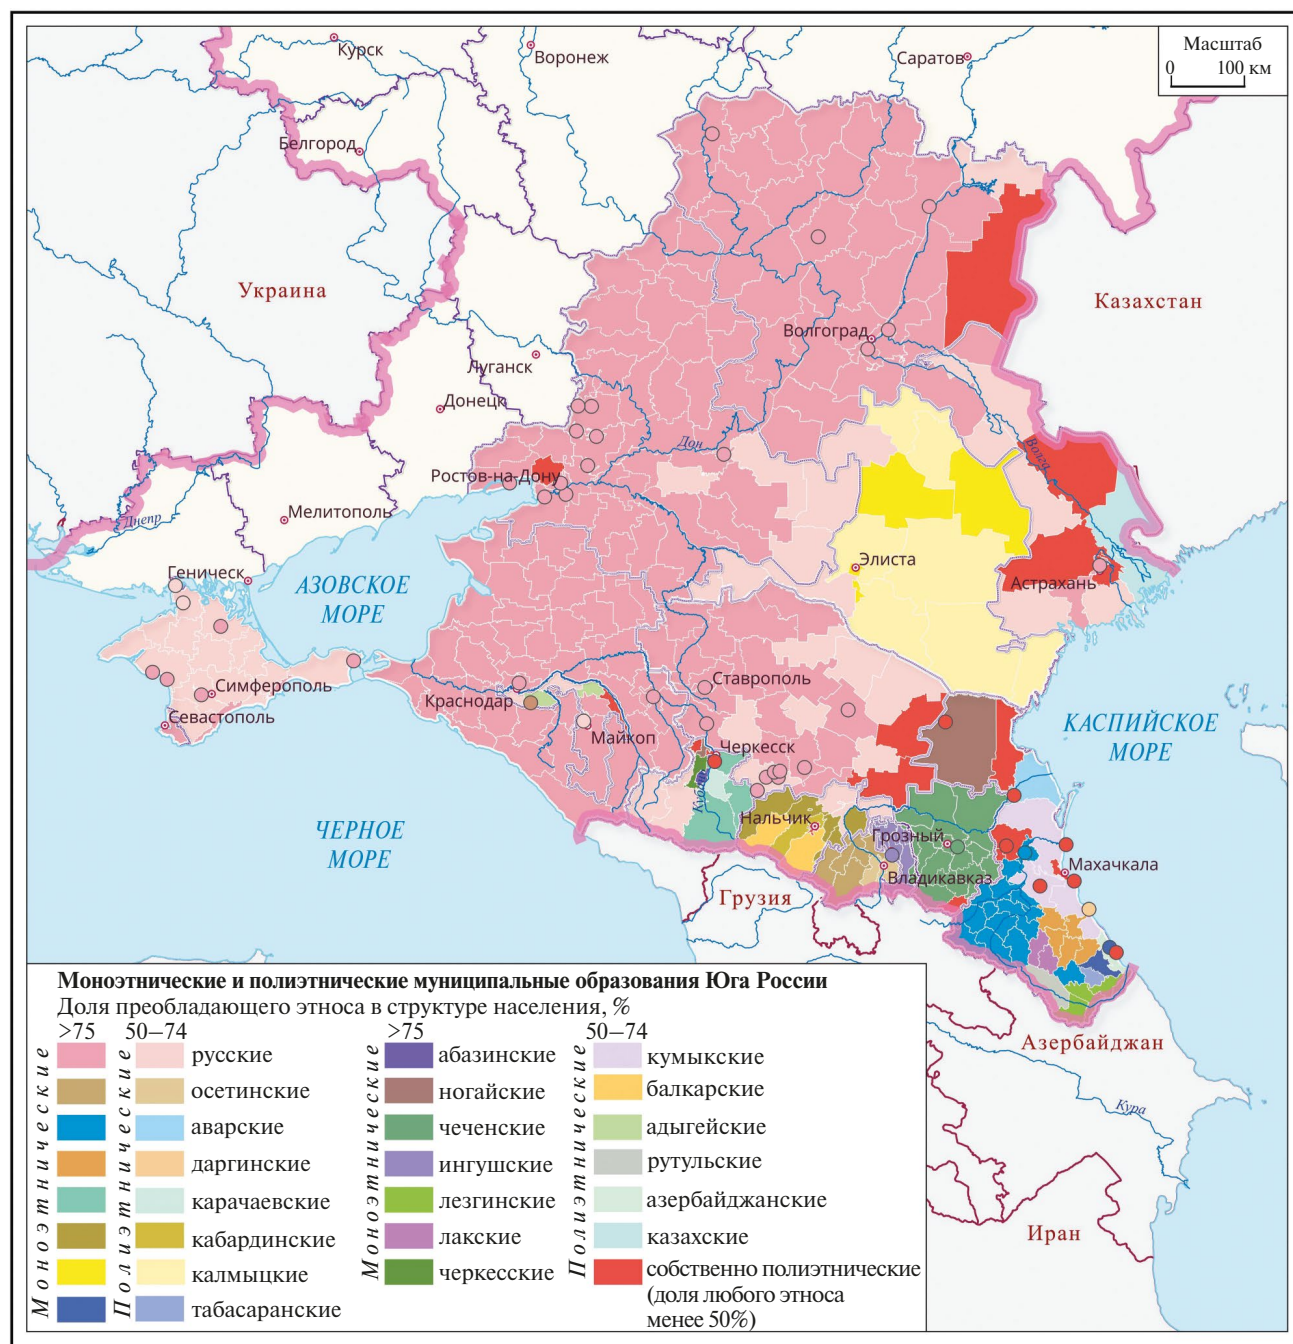 Масштаб
0 100 км
Курск
Воронеж
Саратов
Белгород
Украина
Казахстан
Волгоград
Луганск
Донецк
Дон
Волга
Ростов-на-Дону
Мелитополь
Днепр
Геническ
АЗОВСКОЕ
МОРЕ
Элиста
Астрахань
Симферополь
Севастополь
Ставрополь
Краснодар
Майкоп
Черкесск
Кубань
КАСПИЙСКОЕ
МОРЕ
ЧЕРНОЕ
МОРЕ
Нальчик
Грозный
Владикавказ
Махачкала
Грузия
Азербайджан
Кура
Иран
Моноэтнические и полиэтнические муниципальные образования Юга России
Доля преобладающего этноса в структуре населения, %
>75 50–74 >75 50–74
Моноэтнические
Полиэтнические
русские
осетинские
аварские
даргинские
карачаевские
кабардинские
калмыцкие
табасаранские
Моноэтнические
абазинские
ногайские
чеченские
ингушские
лезгинские
лакские
черкесские
Полиэтнические
кумыкские
балкарские
адыгейские
рутульские
азербайджанские
казахские
собственно полиэтнические
(доля любого этноса
менее 50%)